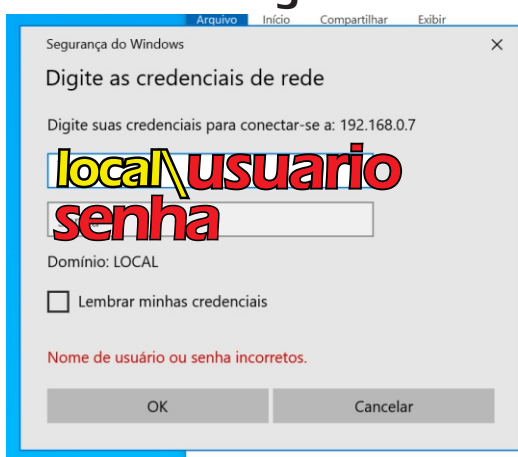 Arquivo Início Compartilhar Exibir
Segurança do Windows
Digite as credenciais de rede
Digite suas credenciais para conectar-se a: 192.168.0.7
local\usuario
senha
Domínio: LOCAL
Lembrar minhas credenciais
Nome de usuário ou senha incorretos.
OK Cancelar